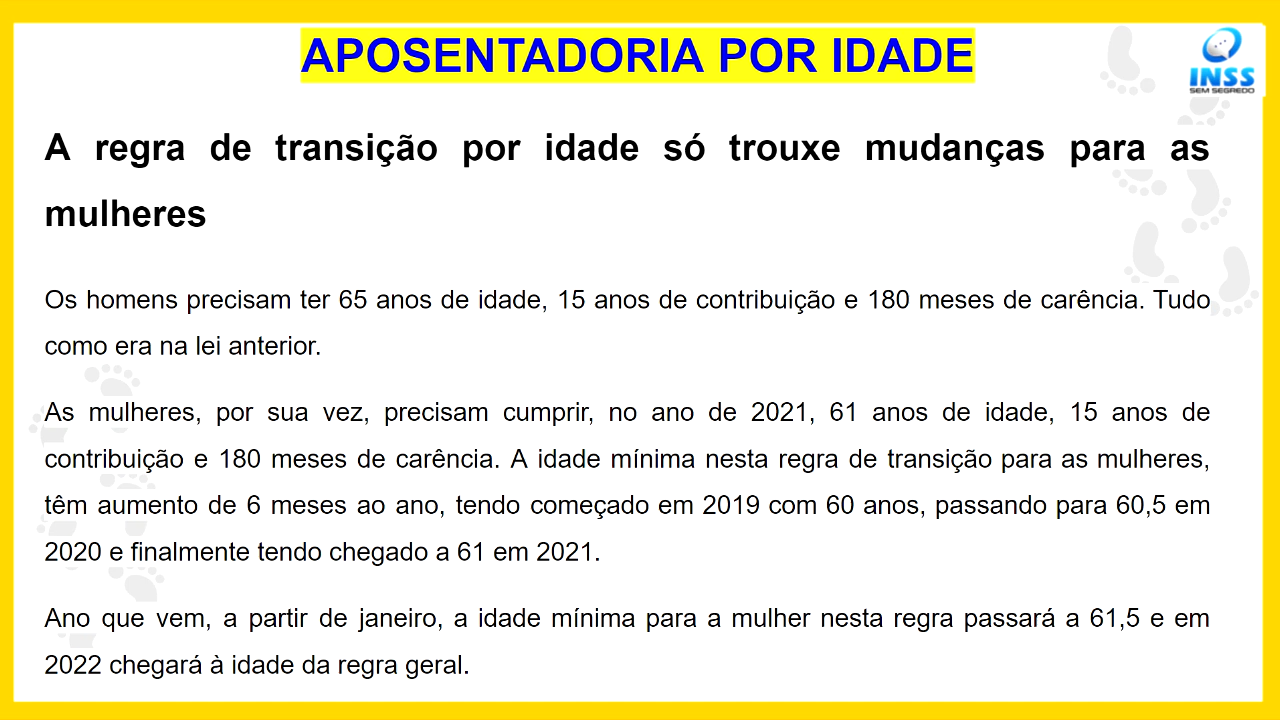 APOSENTADORIA POR IDADE
INSS
SEM SEGREDO
A regra de transição por idade só trouxe mudanças para as
mulheres
Os homens precisam ter 65 anos de idade, 15 anos de contribuição e 180 meses de carência. Tudo
como era na lei anterior.
As mulheres, por sua vez, precisam cumprir, no ano de 2021, 61 anos de idade, 15 anos de
contribuição e 180 meses de carência. A idade mínima nesta regra de transição para as mulheres,
têm aumento de 6 meses ao ano, tendo começado em 2019 com 60 anos, passando para 60,5 em
2020 e finalmente tendo chegado a 61 em 2021.
Ano que vem, a partir de janeiro, a idade mínima para a mulher nesta regra passará a 61,5 e em
2022 chegará à idade da regra geral.